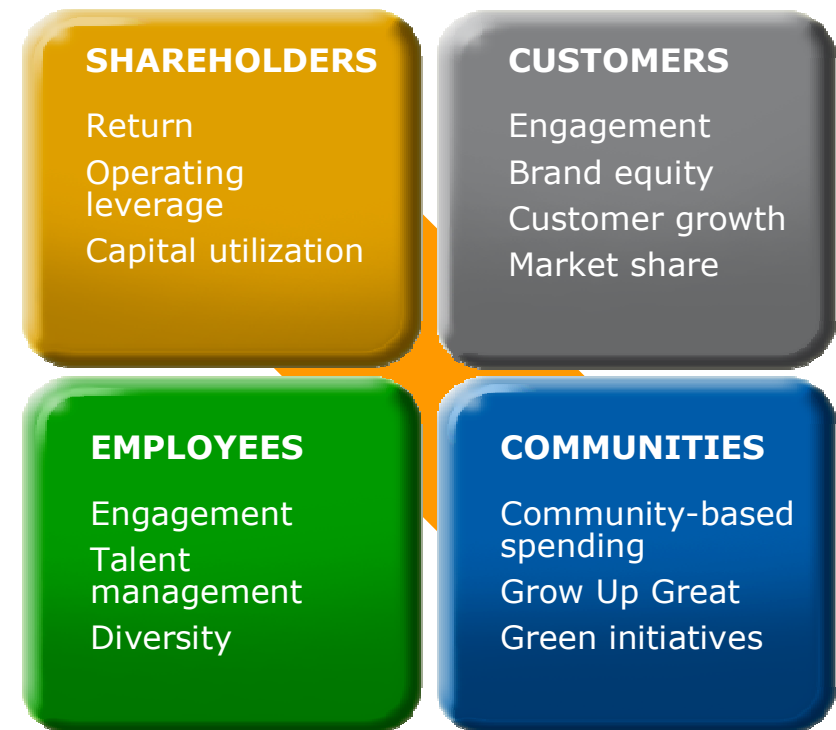 SHAREHOLDERS
Return
Operating
leverage
Capital utilization
CUSTOMERS
Engagement
Brand equity
Customer growth
Market share
EMPLOYEES
Engagement
Talent
management
Diversity
COMMUNITIES
Community-based
spending
Grow Up Great
Green initiatives